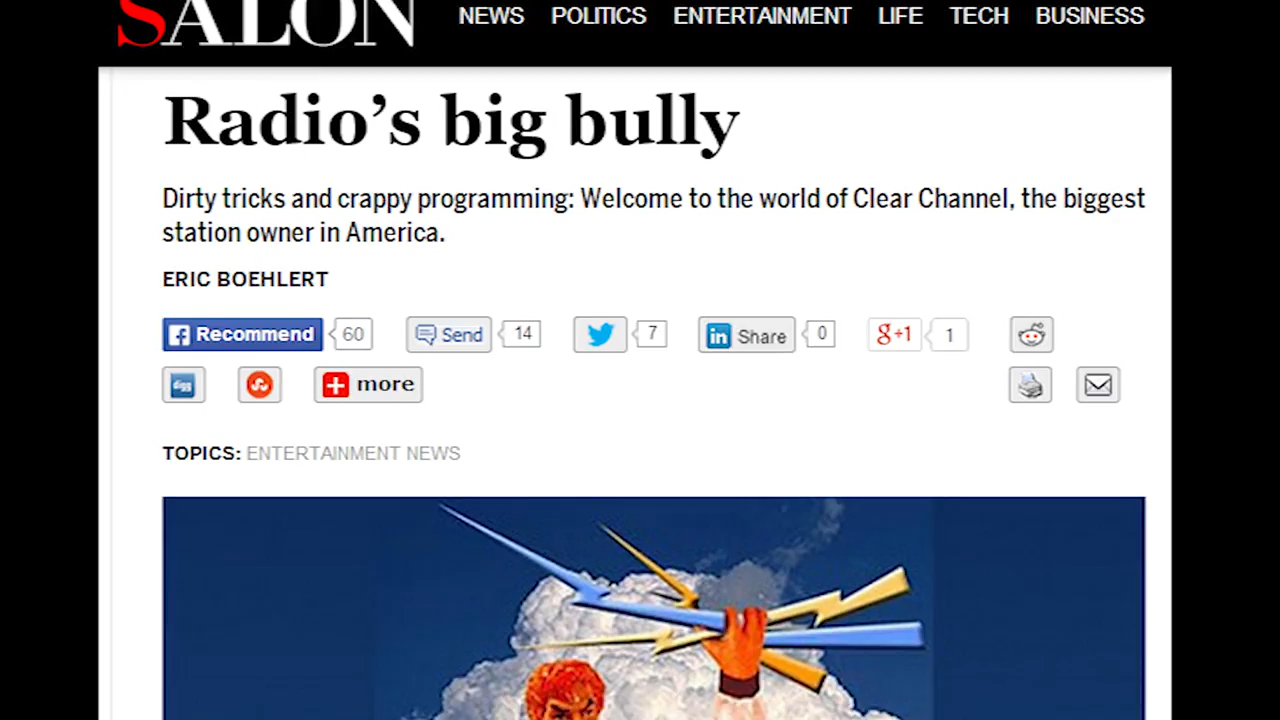 SALON NEWS POLITICS ENTERTAINMENT LIFE TECH BUSINESS
Radio’s big bully
Dirty tricks and crappy programming: Welcome to the world of Clear Channel, the biggest
station owner in America.
ERIC BOEHLERT
Recommend 60 Send 14 7 in Share 0 g+1 1
digg more
TOPICS: ENTERTAINMENT NEWS